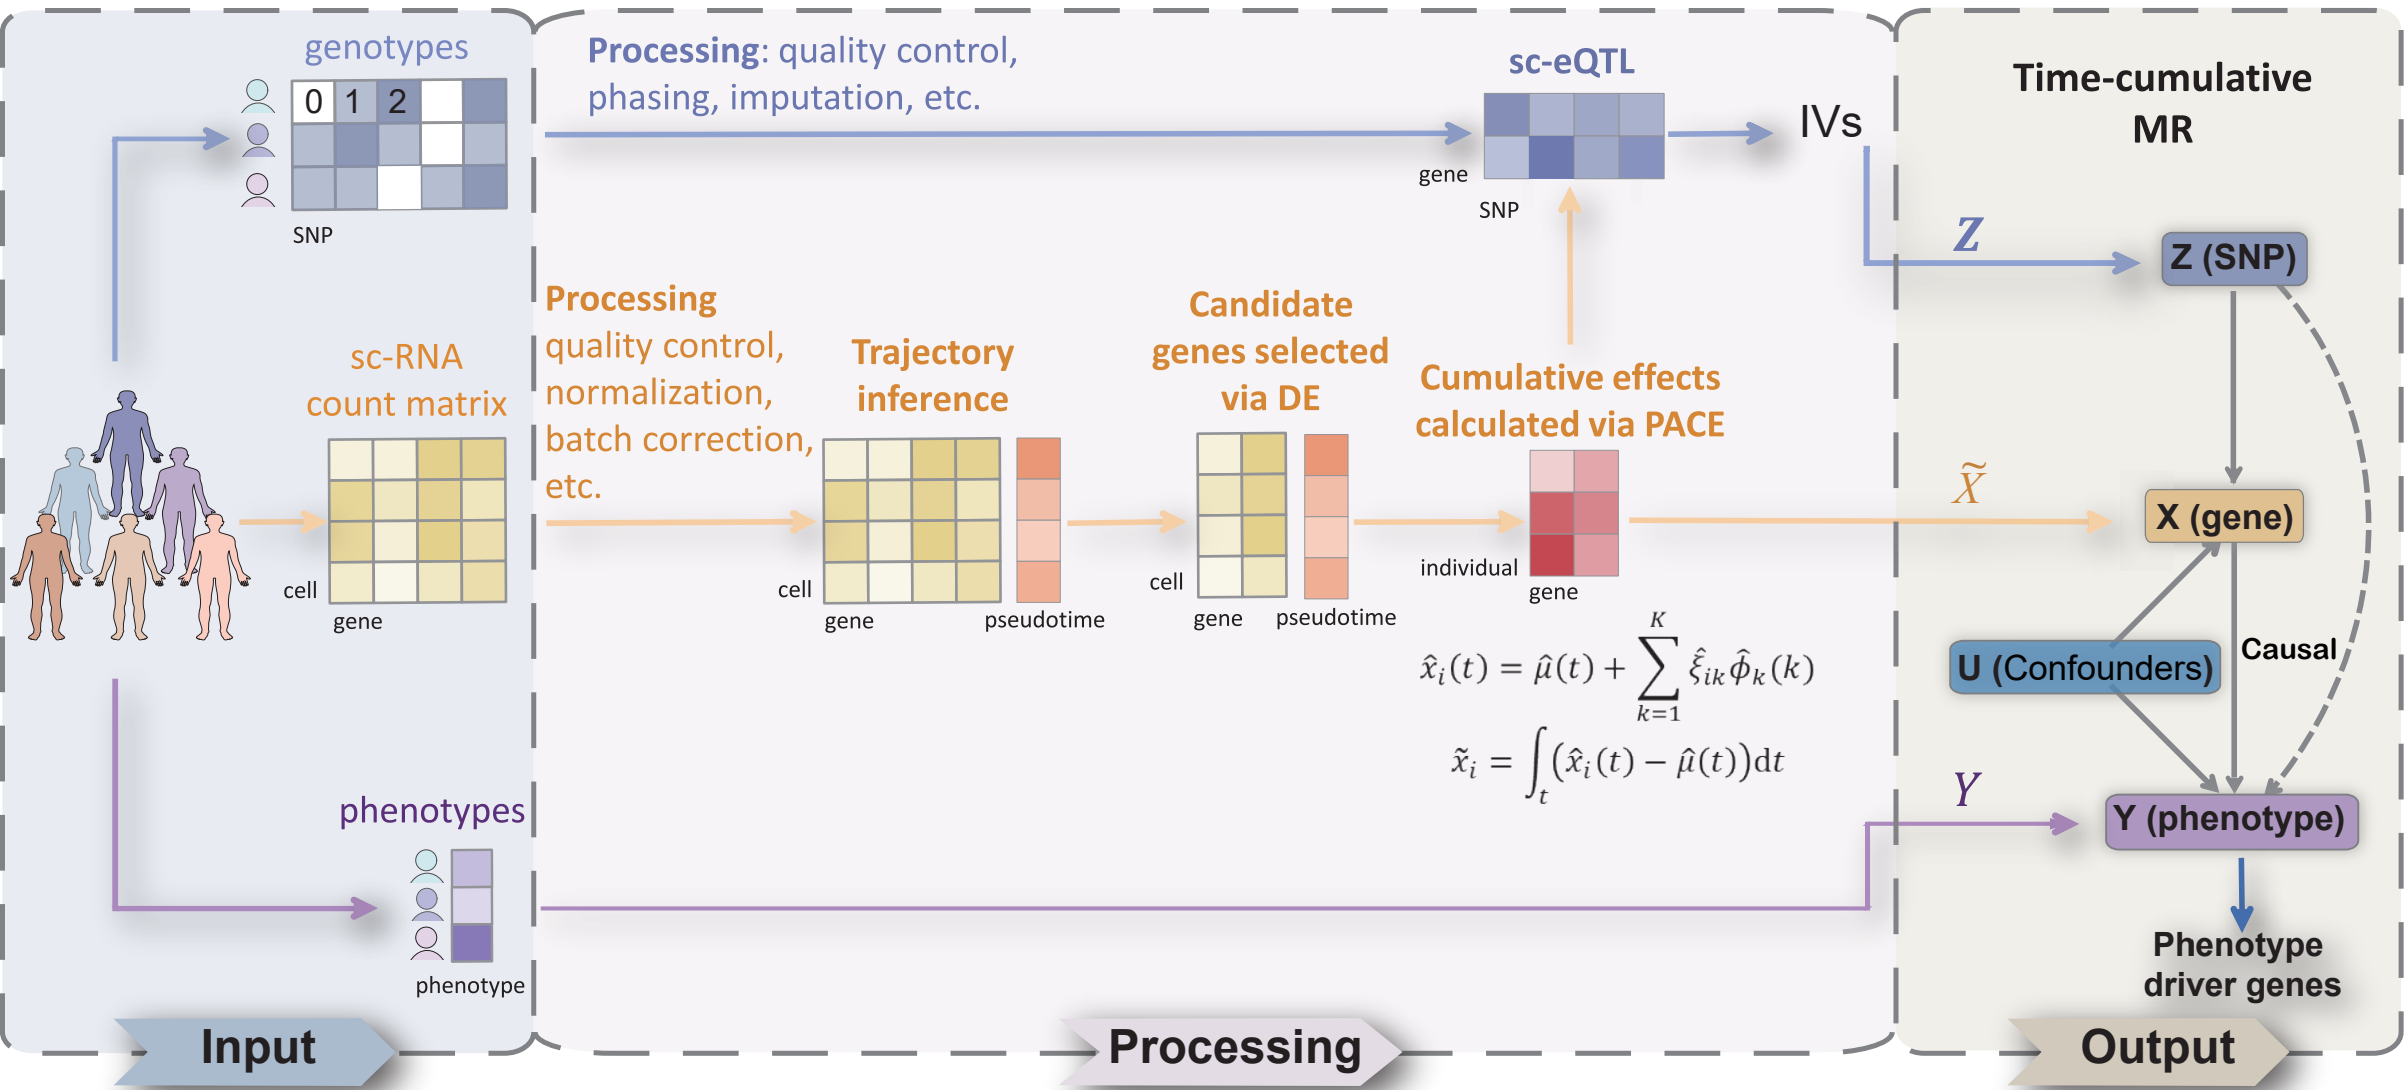 genotypes
0 1 2
SNP
sc-RNA
count matrix
cell
gene
phenotypes
phenotype
Input
Processing: quality control,
phasing, imputation, etc.
sc-eQTL
gene
SNP
IVs
Processing
quality control,
normalization,
batch correction,
etc.
Trajectory
inference
cell
gene
pseudotime
Candidate
genes selected
via DE
cell
gene
pseudotime
Cumulative effects
calculated via PACE
individual
gene
x̂ᵢ(t) = μ̂(t) + ∑ₖ₌₁ᴷ ξ̂ᵢₖφ̂ₖ(k)
x̃ᵢ = ∫ₜ(x̂ᵢ(t) − μ̂(t))dt
Processing
Time-cumulative
MR
Z
Z (SNP)
X̃
X (gene)
U (Confounders)
Causal
Y
Y (phenotype)
Phenotype
driver genes
Output